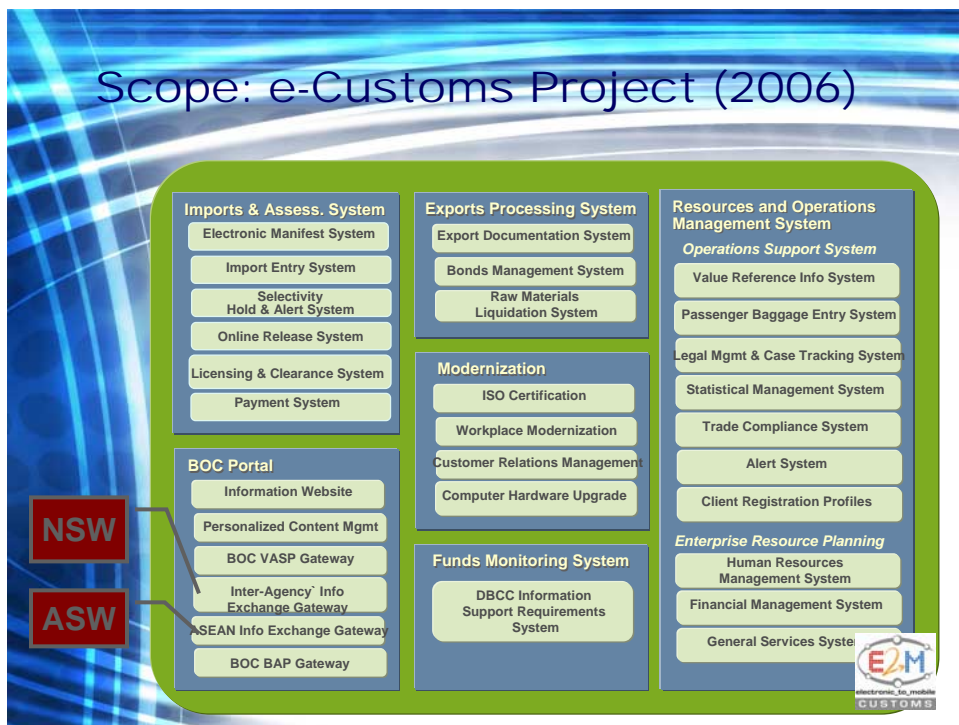 Scope: e-Customs Project (2006)
Imports & Assess. System
Electronic Manifest System
Import Entry System
Selectivity
Hold & Alert System
Online Release System
Licensing & Clearance System
Payment System
BOC Portal
Information Website
Personalized Content Mgmt
BOC VASP Gateway
Inter-Agency` Info
Exchange Gateway
ASEAN Info Exchange Gateway
BOC BAP Gateway
NSW
ASW
Exports Processing System
Export Documentation System
Bonds Management System
Raw Materials
Liquidation System
Modernization
ISO Certification
Workplace Modernization
Customer Relations Management
Computer Hardware Upgrade
Funds Monitoring System
DBCC Information
Support Requirements
System
Resources and Operations
Management System
Operations Support System
Value Reference Info System
Passenger Baggage Entry System
Legal Mgmt & Case Tracking System
Statistical Management System
Trade Compliance System
Alert System
Client Registration Profiles
Enterprise Resource Planning
Human Resources
Management System
Financial Management System
General Services System
E2M
electronic_to_mobile
CUSTOMS